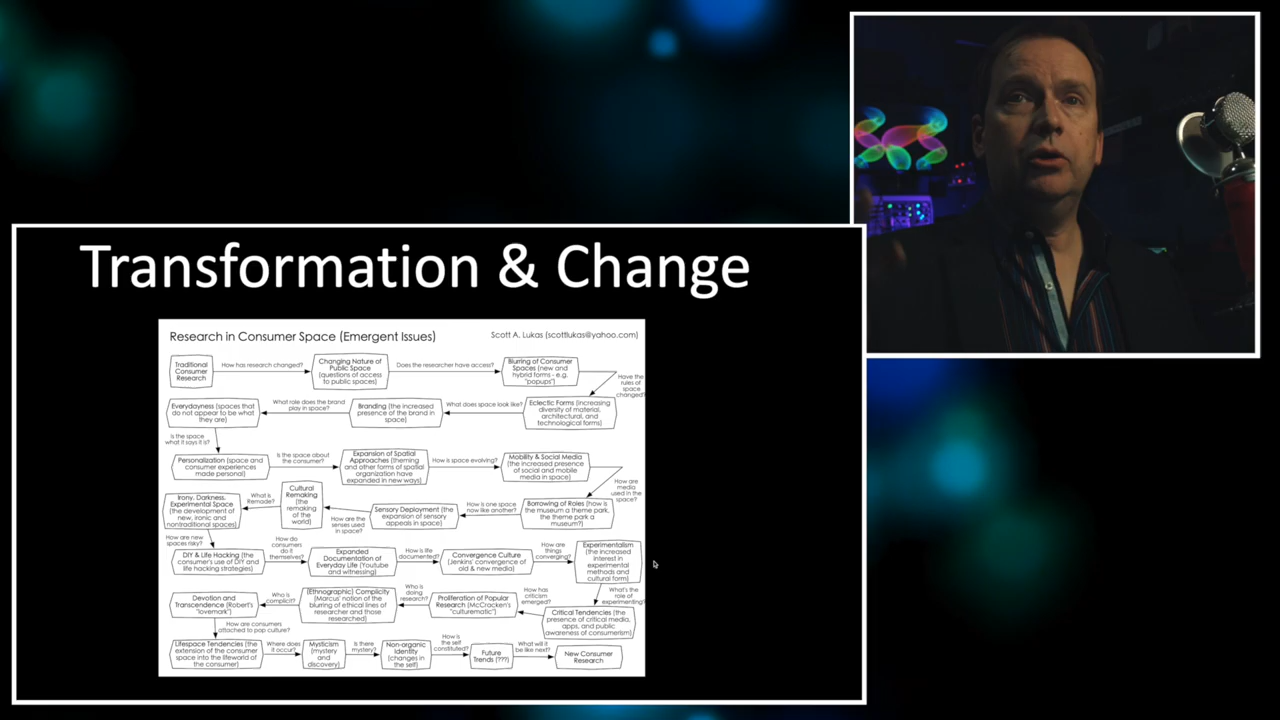 Transformation & Change
Research in Consumer Space (Emergent Issues)
Scott A. Lukas (scottlukas@yahoo.com)
Traditional
Consumer
Research
How has research changed?
Changing Nature of
Public Space
(questions of access
to public spaces)
Does the researcher have access?
Blurring of Consumer
Spaces (new and
hybrid forms - e.g.
"popups")
Have the
rules of
space
changed?
Eclectic Forms (increasing
diversity of material,
architectural, and
technological forms)
What does space look like?
Branding (the increased
presence of the brand in
space)
What role does the brand
play in space?
Everydayness (spaces that
do not appear to be what
they are)
Is the space
what it says it is?
Personalization (space and
consumer experiences
made personal)
Is the space about
the consumer?
Expansion of Spatial
Approaches (theming
and other forms of spatial
organization have
expanded in new ways)
How is space evolving?
Mobility & Social Media
(the increased presence
of social and mobile
media in space)
How are
media
used in the
space?
Borrowing of Roles (how is
the museum a theme park,
the theme park a
museum?)
How is one space
now like another?
Sensory Deployment (the
expansion of sensory
appeals in space)
How are the
senses used
in space?
Cultural
Remaking
(the
remaking
of the
world)
What is
Remade?
Irony, Darkness,
Experimental Space
(the development of
new, ironic and
nontraditional spaces)
How are new
spaces risky?
DIY & Life Hacking (the
consumer's use of DIY and
life hacking strategies)
How do
consumers
do it
themselves?
Expanded
Documentation of
Everyday Life (Youtube
and witnessing)
How is life
documented?
Convergence Culture
(Jenkins' convergence of
old & new media)
How are
things
converging?
Experimentalism
(the increased
interest in
experimental
methods and
cultural form)
What's the
role of
experimenting?
Critical Tendencies (the
presence of critical media,
apps, and public
awareness of consumerism)
How has
criticism
emerged?
Proliferation of Popular
Research (McCracken's
"culturematic")
Who is
doing
research?
(Ethnographic) Complicity
(Marcus' notion of the
blurring of ethical lines of
researcher and those
researched)
Who is
complicit?
Devotion and
Transcendence (Robert's
"lovemark")
How are consumers
attached to pop culture?
Lifespace Tendencies (the
extension of the consumer
space into the lifeworld of
the consumer)
Where does
it occur?
Mysticism
(mystery
and
discovery)
Is there
mystery?
Non-organic
Identity
(changes in
the self)
How is
the self
constituted?
Future
Trends (???)
What will it
be like next?
New Consumer
Research